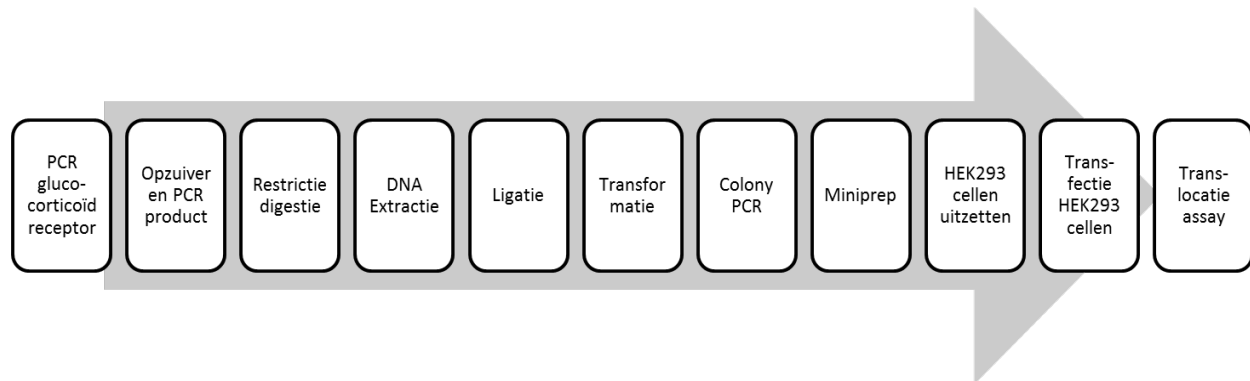 PCR
gluco-
corticoïd
receptor
Opzuiver
en PCR
product
Restrictie
digestie
DNA
Extractie
Ligatie
Transfor
matie
Colony
PCR
Miniprep
HEK293
cellen
uitzetten
Trans-
fectie
HEK293
cellen
Trans-
locatie
assay